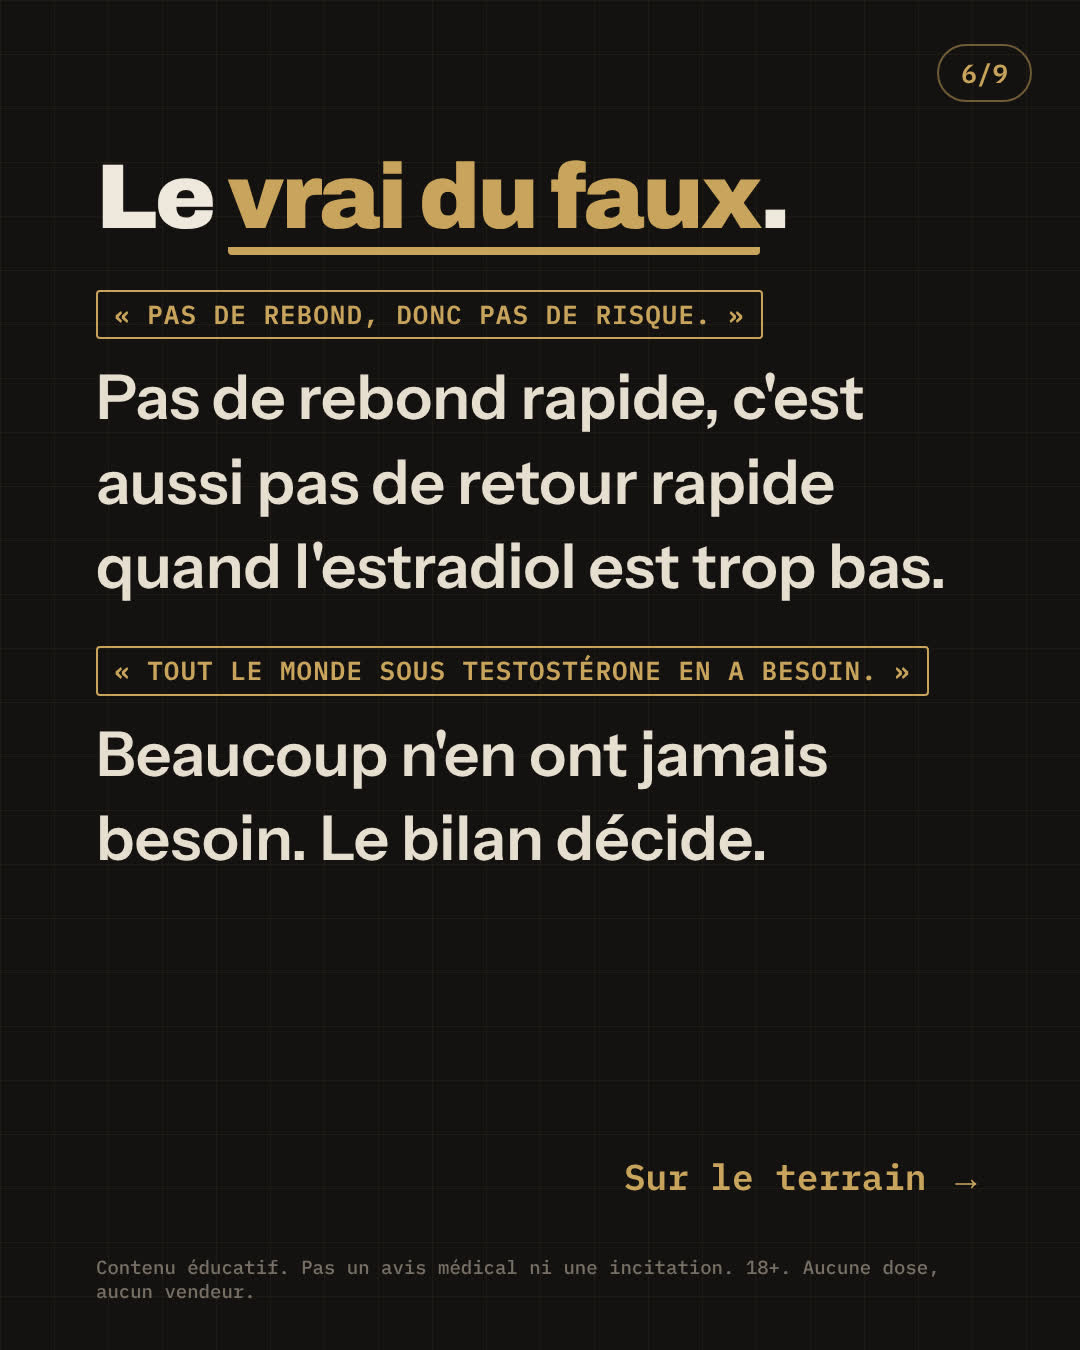 6/9
Le vrai du faux.
« PAS DE REBOND, DONC PAS DE RISQUE. »
Pas de rebond rapide, c'est
aussi pas de retour rapide
quand l'estradiol est trop bas.
« TOUT LE MONDE SOUS TESTOSTÉRONE EN A BESOIN. »
Beaucoup n'en ont jamais
besoin. Le bilan décide.
Sur le terrain →
Contenu éducatif. Pas un avis médical ni une incitation. 18+. Aucune dose,
aucun vendeur.